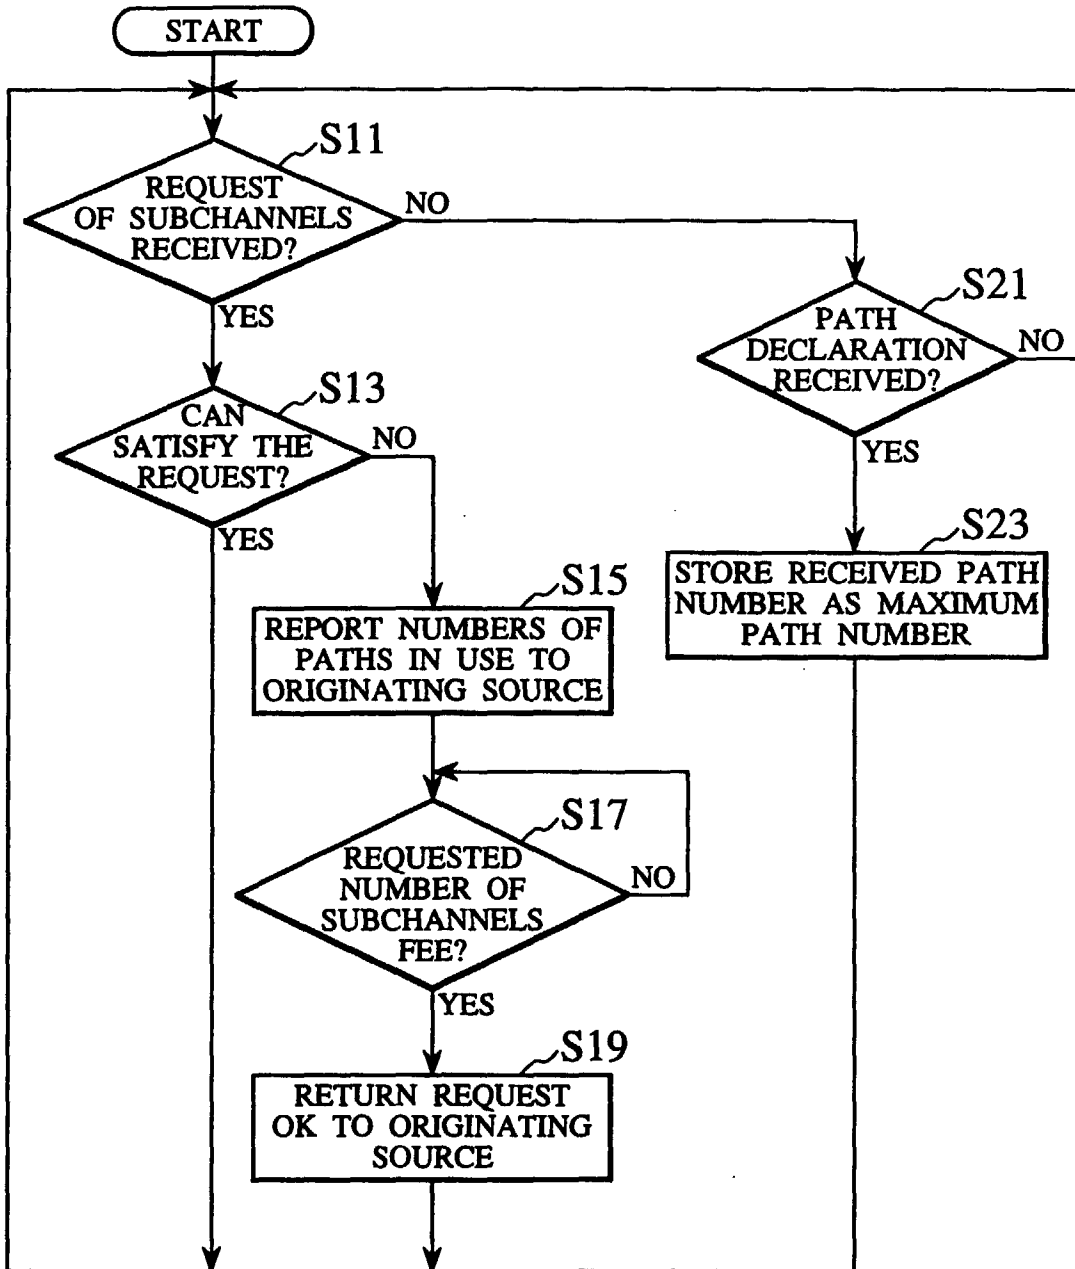 START
S11
REQUEST
OF SUBCHANNELS
RECEIVED?
NO
YES
S21
PATH
DECLARATION
RECEIVED?
NO
YES
S13
CAN
SATISFY THE
REQUEST?
NO
YES
S23
STORE RECEIVED PATH
NUMBER AS MAXIMUM
PATH NUMBER
S15
REPORT NUMBERS OF
PATHS IN USE TO
ORIGINATING SOURCE
S17
REQUESTED
NUMBER OF
SUBCHANNELS
FEE?
NO
YES
S19
RETURN REQUEST
OK TO ORIGINATING
SOURCE